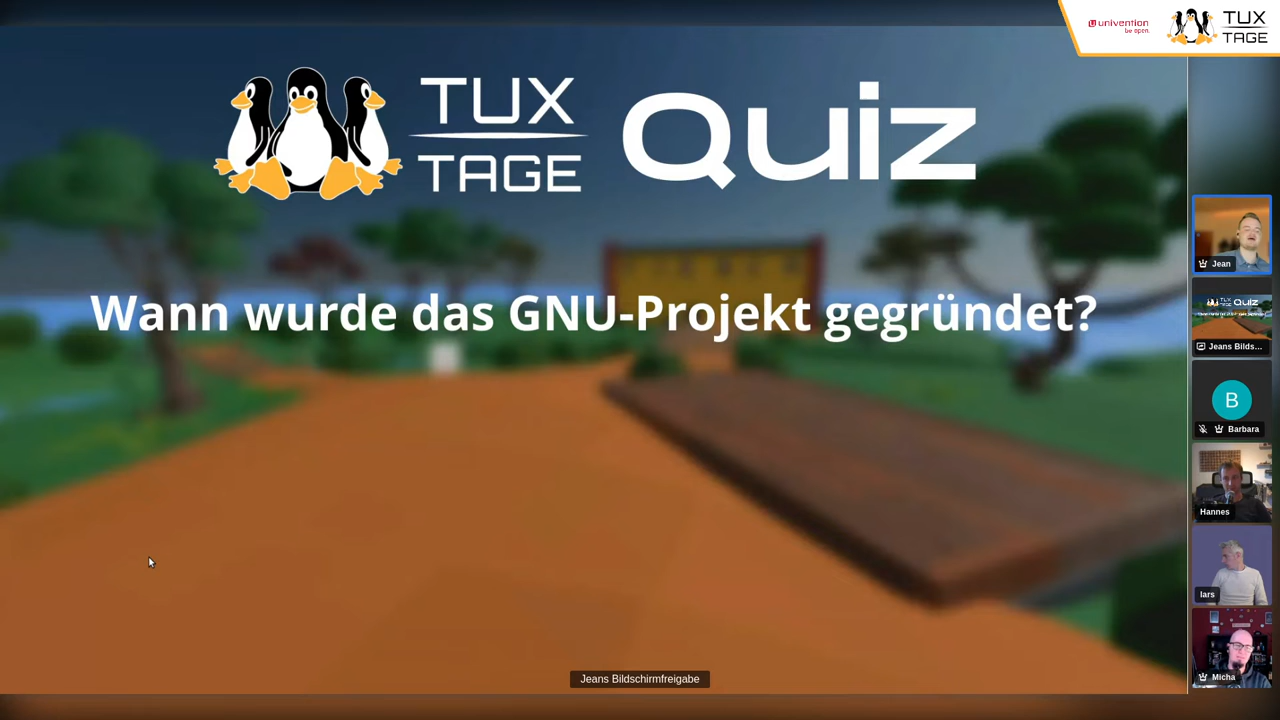 univention
be open.
TUX
TAGE
TUX
TAGE
Quiz
Wann wurde das GNU-Projekt gegründet?
Jean
Jeans Bilds...
B
Barbara
Hannes
lars
Micha
Jeans Bildschirmfreigabe